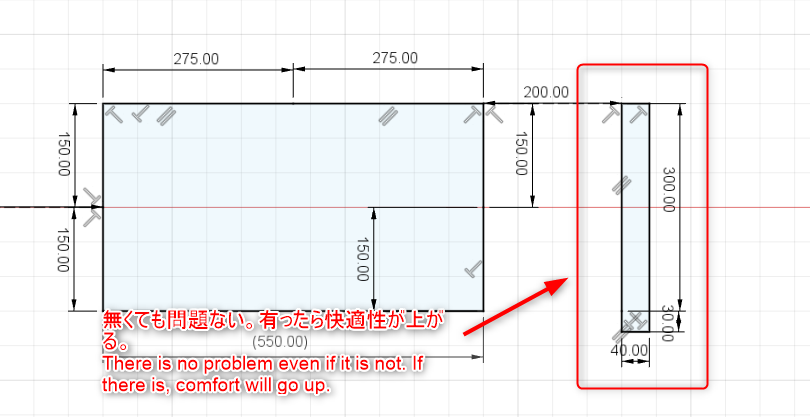 275.00
275.00
200.00
150.00
150.00
300.00
150.00
150.00
30.00
無くても問題ない。有ったら快適性が上が
る。
(550.00)
40.00
There is no problem even if it is not. If
there is, comfort will go up.